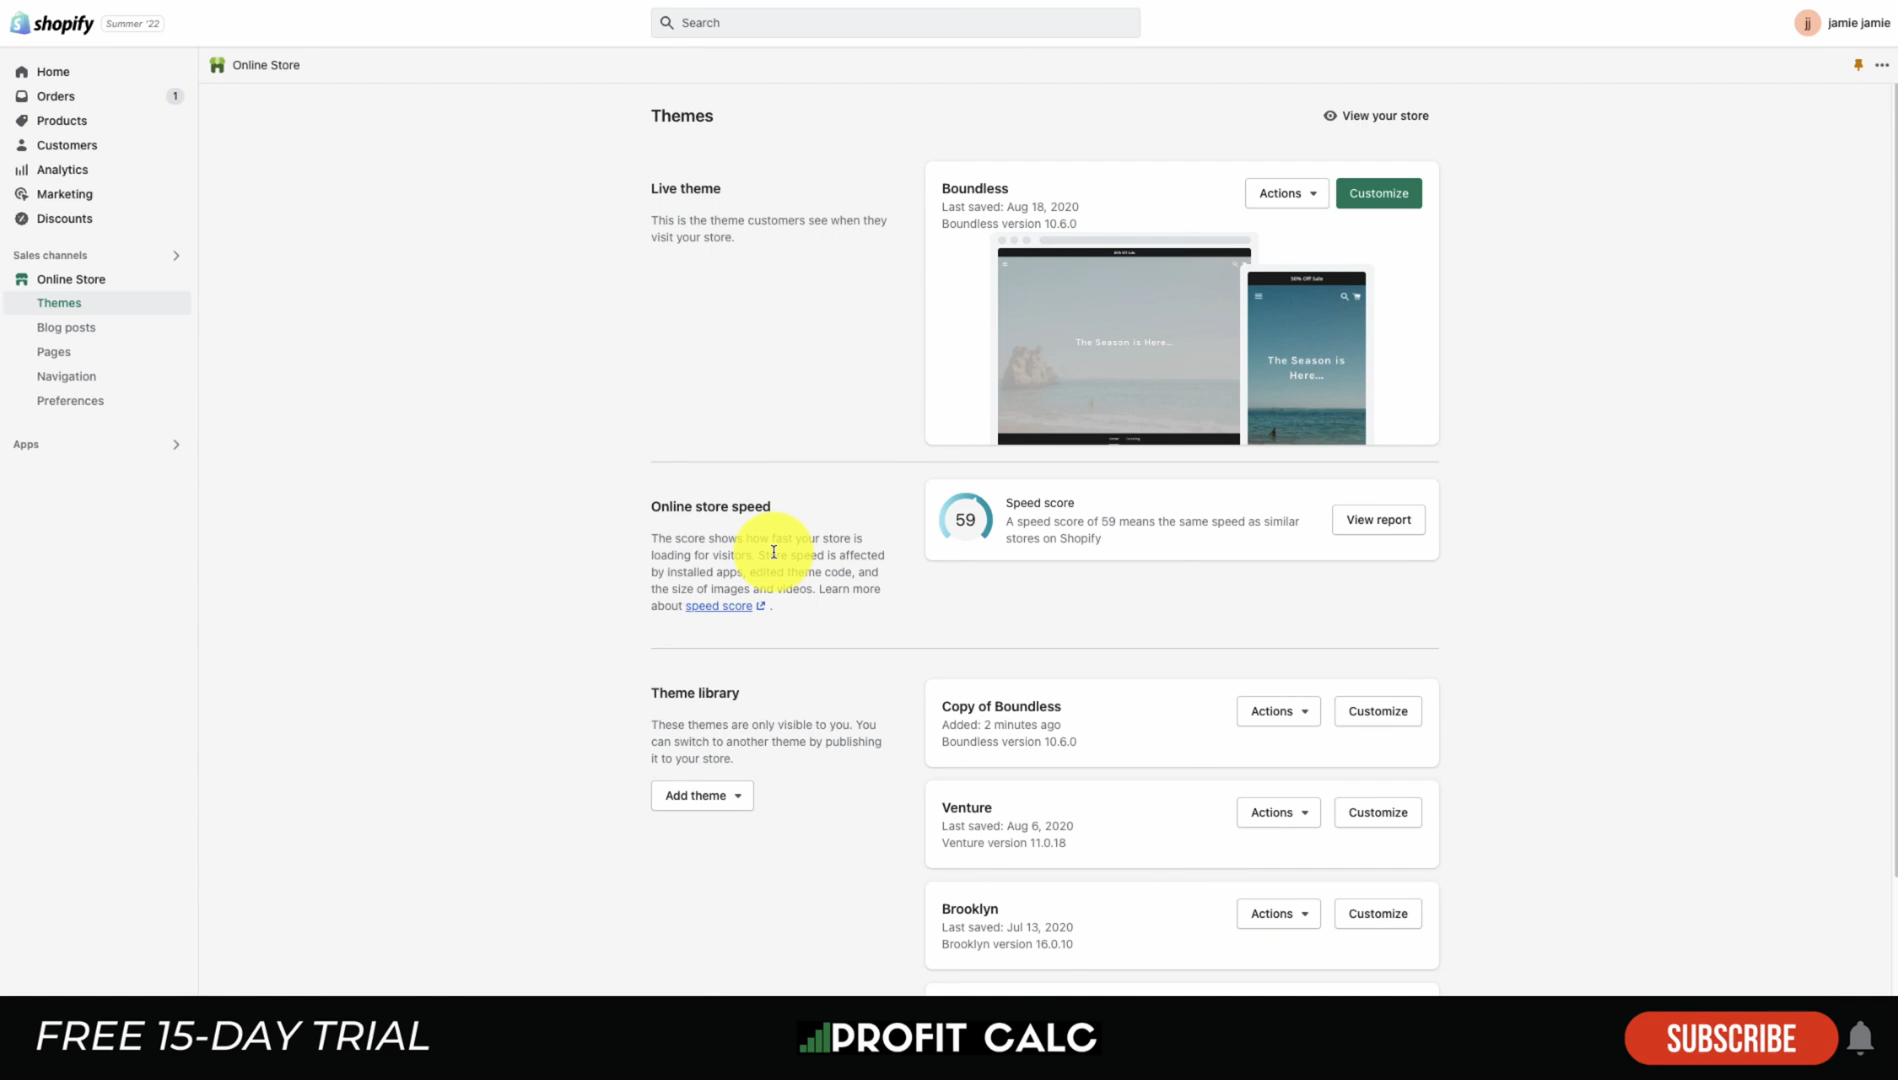 shopify Summer '22
Search
jj jamie jamie
Home
Orders 1
Products
Customers
Analytics
Marketing
Discounts
Sales channels
Online Store
Themes
Blog posts
Pages
Navigation
Preferences
Apps
Online Store
Themes
View your store
Live theme
This is the theme customers see when they
visit your store.
Boundless
Last saved: Aug 18, 2020
Boundless version 10.6.0
Actions
Customize
The Season is Here...
50% Off Sale
The Season is
Here...
Online store speed
The score shows how fast your store is
loading for visitors. Store speed is affected
by installed apps, edited theme code, and
the size of images and videos. Learn more
about speed score .
59
Speed score
A speed score of 59 means the same speed as similar
stores on Shopify
View report
Theme library
These themes are only visible to you. You
can switch to another theme by publishing
it to your store.
Add theme
Copy of Boundless
Added: 2 minutes ago
Boundless version 10.6.0
Actions
Customize
Venture
Last saved: Aug 6, 2020
Venture version 11.0.18
Actions
Customize
Brooklyn
Last saved: Jul 13, 2020
Brooklyn version 16.0.10
Actions
Customize
FREE 15-DAY TRIAL
PROFIT CALC
SUBSCRIBE